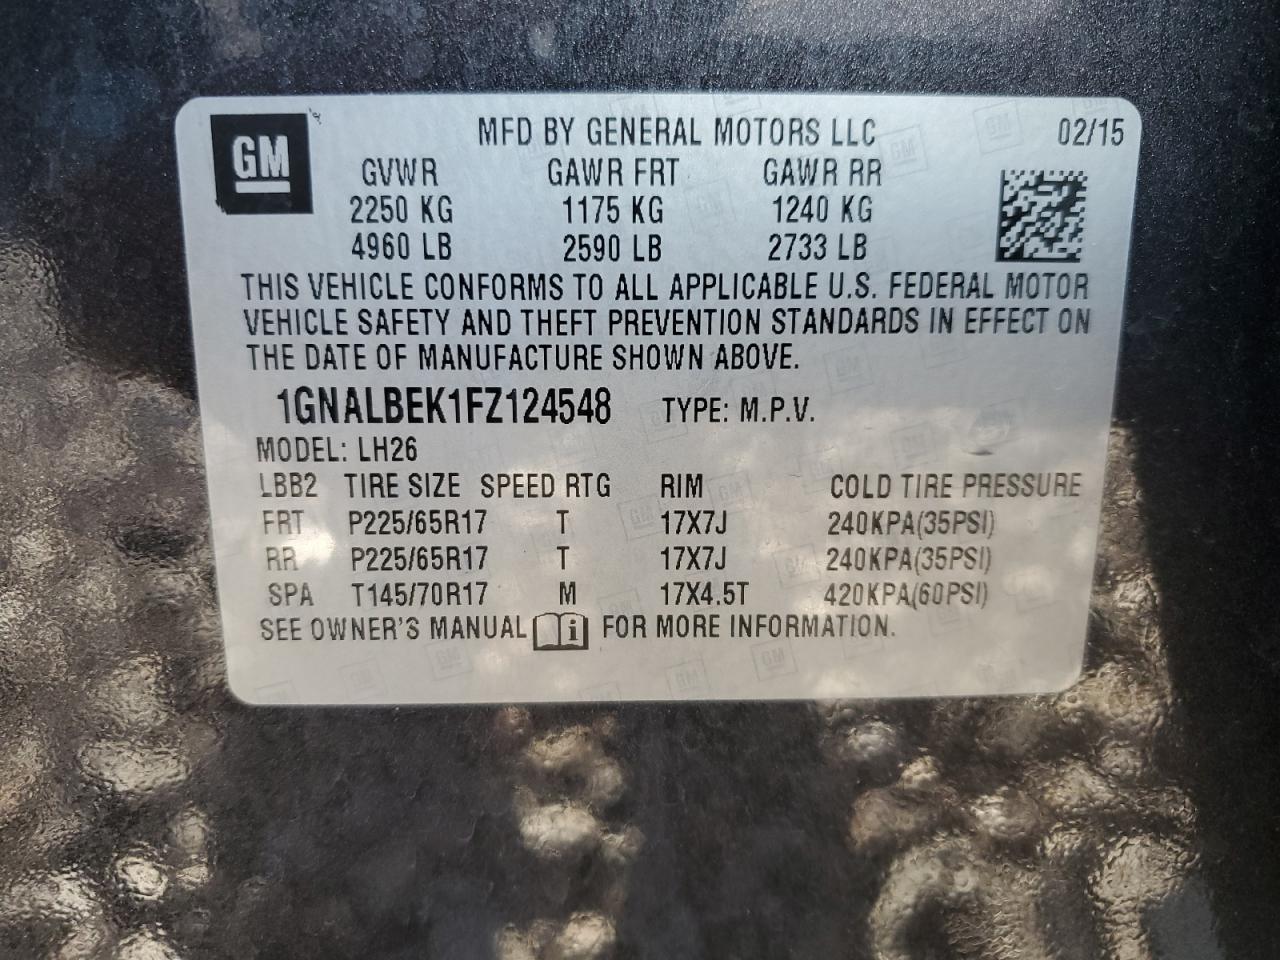 GM
MFD BY GENERAL MOTORS LLC 02/15
GVWR GAWR FRT GAWR RR
2250 KG 1175 KG 1240 KG
4960 LB 2590 LB 2733 LB
THIS VEHICLE CONFORMS TO ALL APPLICABLE U.S. FEDERAL MOTOR
VEHICLE SAFETY AND THEFT PREVENTION STANDARDS IN EFFECT ON
THE DATE OF MANUFACTURE SHOWN ABOVE.
1GNALBEK1FZ124548 TYPE: M.P.V.
MODEL: LH26
LBB2 TIRE SIZE SPEED RTG RIM COLD TIRE PRESSURE
FRT P225/65R17 T 17X7J 240KPA(35PSI)
RR P225/65R17 T 17X7J 240KPA(35PSI)
SPA T145/70R17 M 17X4.5T 420KPA(60PSI)
SEE OWNER'S MANUAL i FOR MORE INFORMATION.